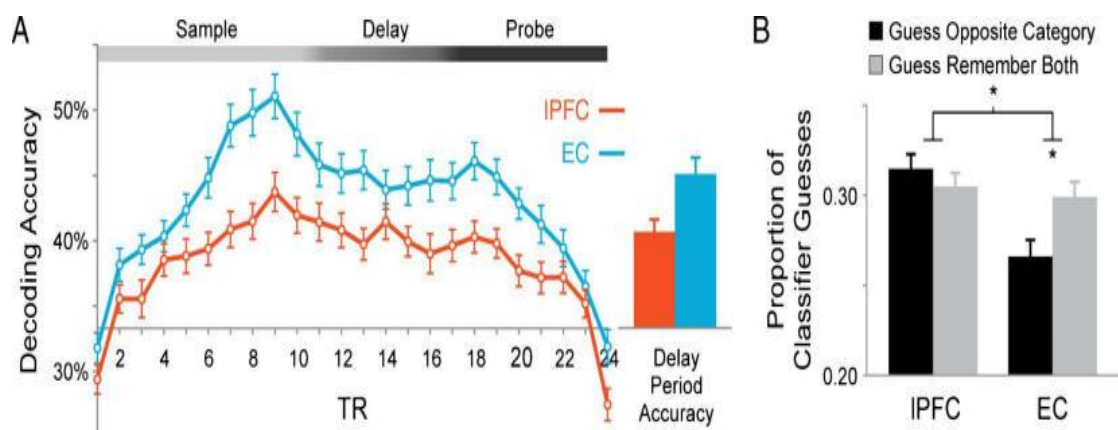 A
Sample
Delay
Probe
Decoding Accuracy
50%
40%
30%
lPFC
EC
2 4 6 8 10 12 14 16 18 20 22 24
TR
Delay
Period
Accuracy
B
Guess Opposite Category
Guess Remember Both
*
*
Proportion of
Classifier Guesses
0.30
0.20
lPFC
EC